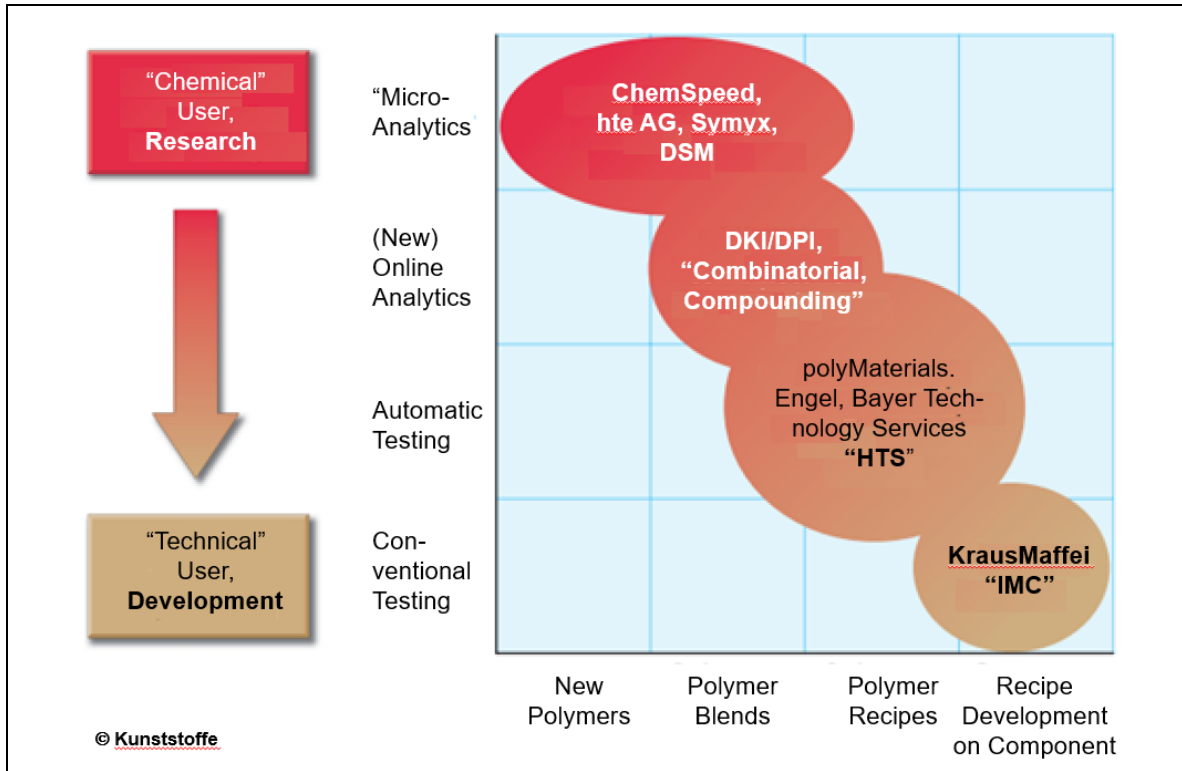 “Chemical”
User,
Research
“Micro-
Analytics
ChemSpeed,
hte AG, Symyx,
DSM
(New)
Online
Analytics
DKI/DPI,
“Combinatorial,
Compounding”
Automatic
Testing
polyMaterials.
Engel, Bayer Tech-
nology Services
“HTS”
“Technical”
User,
Development
Con-
ventional
Testing
KrausMaffei
“IMC”
New
Polymers
Polymer
Blends
Polymer
Recipes
Recipe
Development
on Component
© Kunststoffe